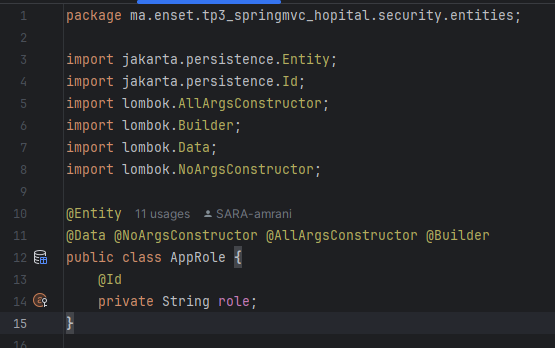 1 package ma.enset.tp3_springmvc_hopital.security.entities;
2
3 import jakarta.persistence.Entity;
4 import jakarta.persistence.Id;
5 import lombok.AllArgsConstructor;
6 import lombok.Builder;
7 import lombok.Data;
8 import lombok.NoArgsConstructor;
9
10 @Entity 11 usages SARA-amrani
11 @Data @NoArgsConstructor @AllArgsConstructor @Builder
12 public class AppRole {
13 @Id
14 private String role;
15 }
16